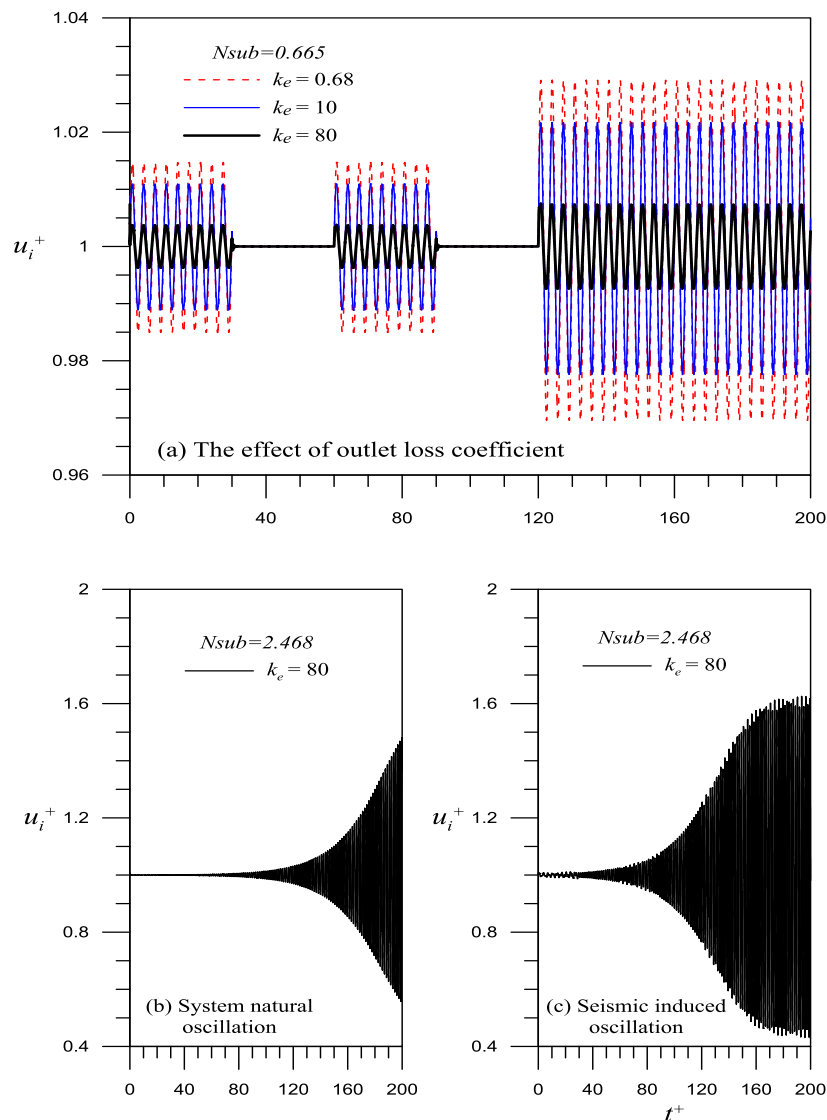 1.04
Nsub=0.665
kₑ = 0.68
kₑ = 10
kₑ = 80
1.02
uᵢ⁺
1
0.98
(a) The effect of outlet loss coefficient
0.96
0 40 80 120 160 200
2
Nsub=2.468
kₑ = 80
1.6
uᵢ⁺
1.2
0.8
(b) System natural
oscillation
0.4
0 40 80 120 160 200
2
Nsub=2.468
kₑ = 80
1.6
uᵢ⁺
1.2
0.8
(c) Seismic induced
oscillation
0.4
0 40 80 120 160 200
t⁺